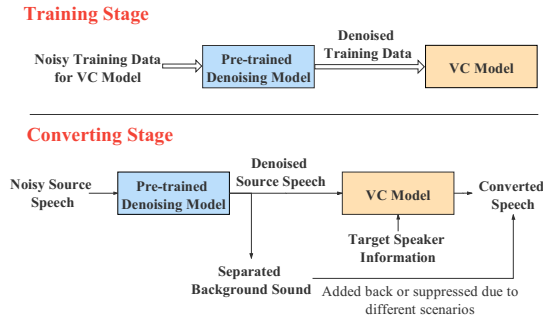 Training Stage
Noisy Training Data
for VC Model
Pre-trained
Denoising Model
Denoised
Training Data
VC Model
Converting Stage
Noisy Source
Speech
Pre-trained
Denoising Model
Denoised
Source Speech
VC Model
Converted
Speech
Target Speaker
Information
Separated
Background Sound
Added back or suppressed due to
different scenarios